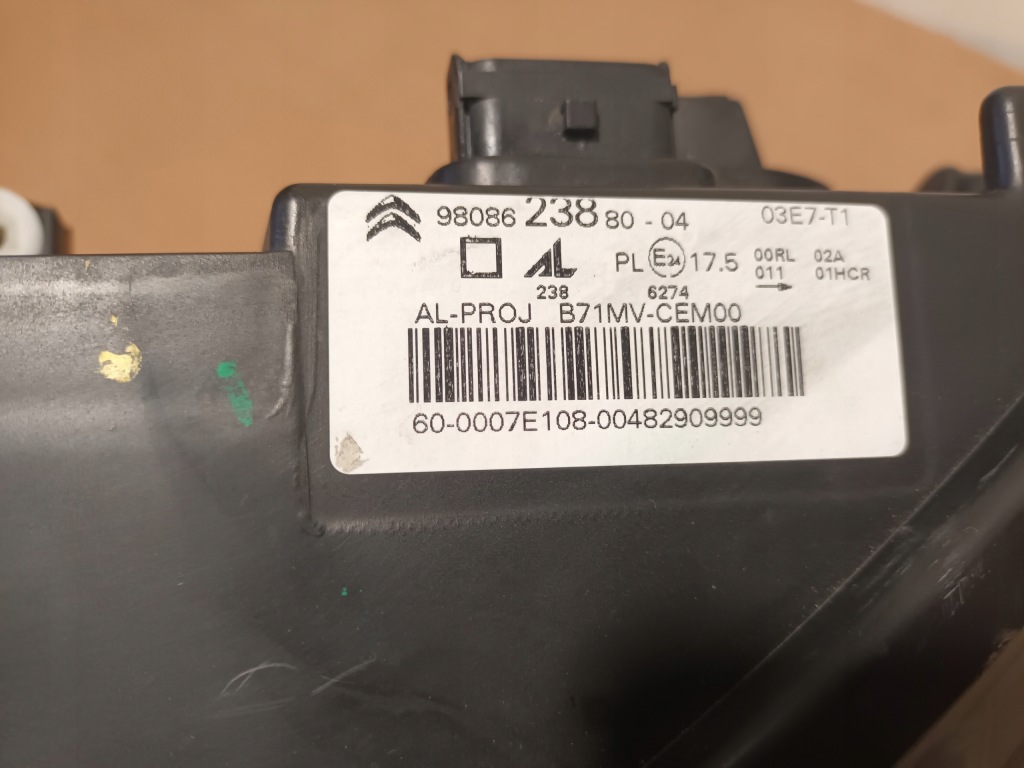 98086 238 80 - 04 03E7-T1
AL PL E24 17.5 00RL 02A
238 6274 011 01HCR
AL-PROJ B71MV-CEM00
60-0007E108-00482909999